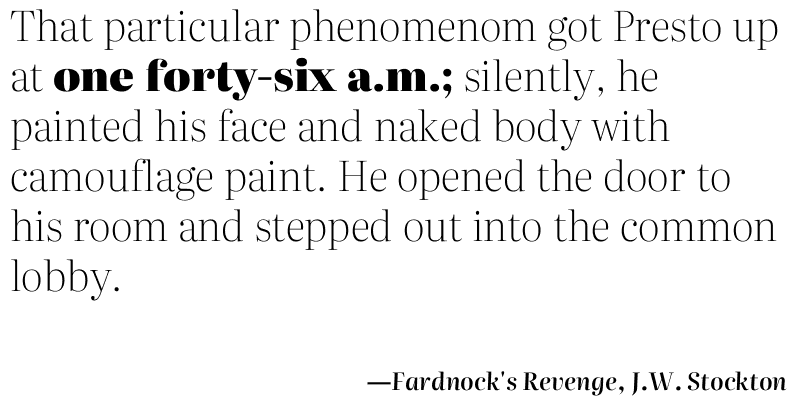 That particular phenomenom got Presto up
at one forty-six a.m.; silently, he
painted his face and naked body with
camouflage paint. He opened the door to
his room and stepped out into the common
lobby.
—Fardnock's Revenge, J.W. Stockton